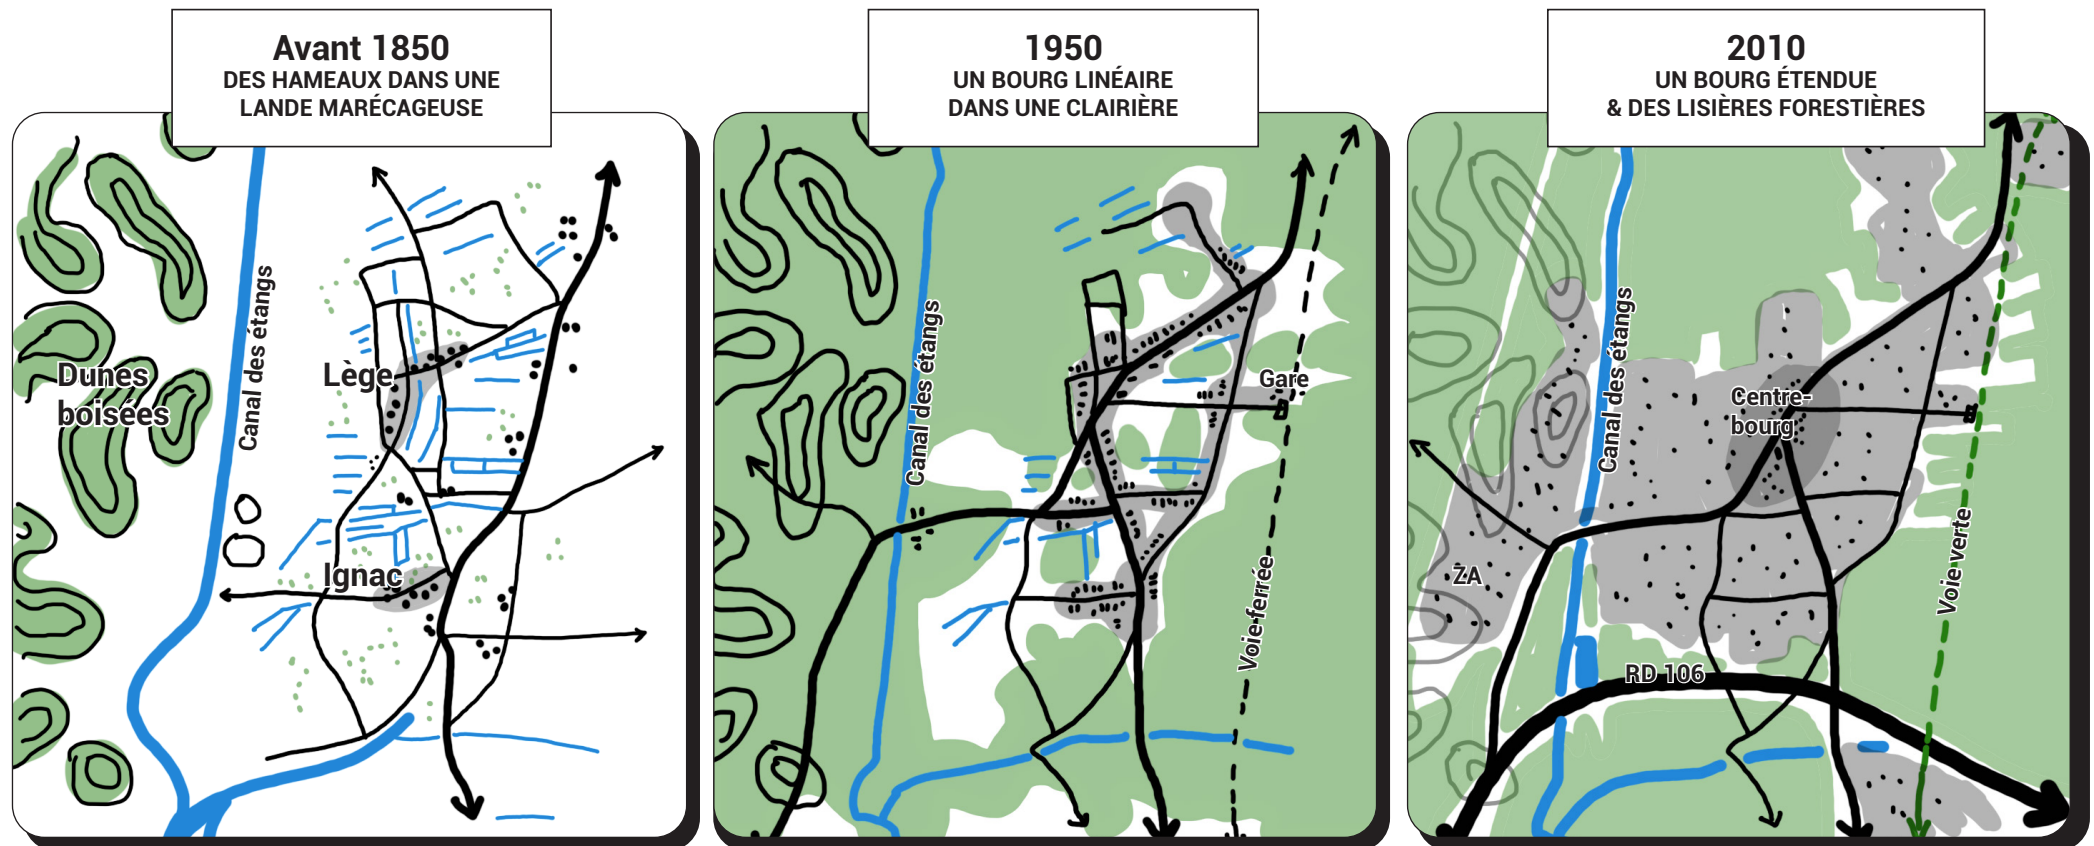 Avant 1850
DES HAMEAUX DANS UNE
LANDE MARÉCAGEUSE
Canal des étangs
Dunes
boisées
Lège
Ignac
1950
UN BOURG LINÉAIRE
DANS UNE CLAIRIÈRE
Canal des étangs
Gare
Voie ferrée
2010
UN BOURG ÉTENDUE
& DES LISIÈRES FORESTIÈRES
Canal des étangs
Centre-
bourg
ZA
Voie verte
RD 106